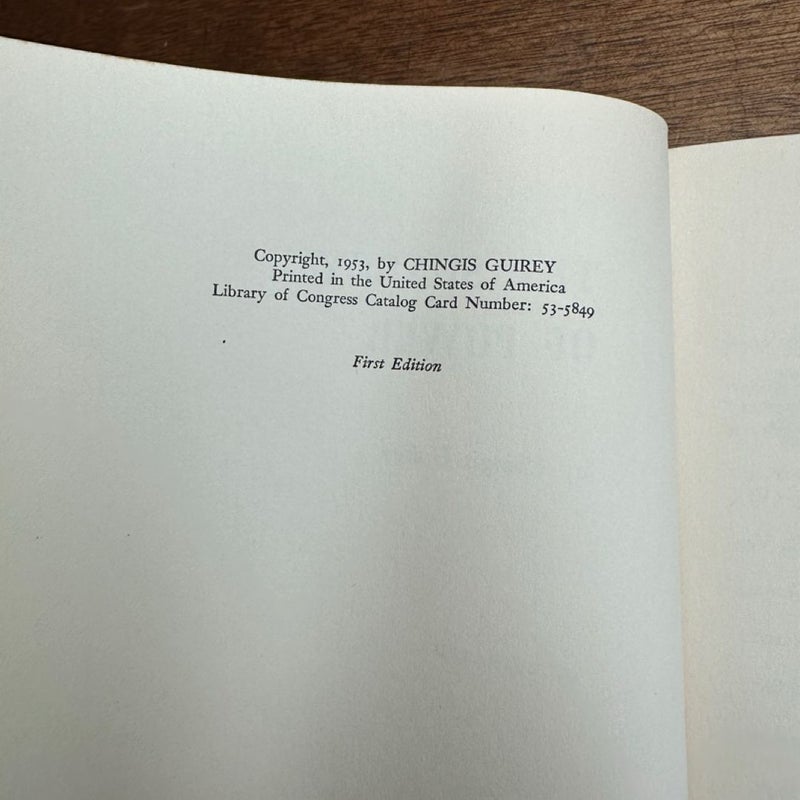 Copyright, 1953, by CHINGIS GUIREY
Printed in the United States of America
Library of Congress Catalog Card Number: 53-5849
First Edition